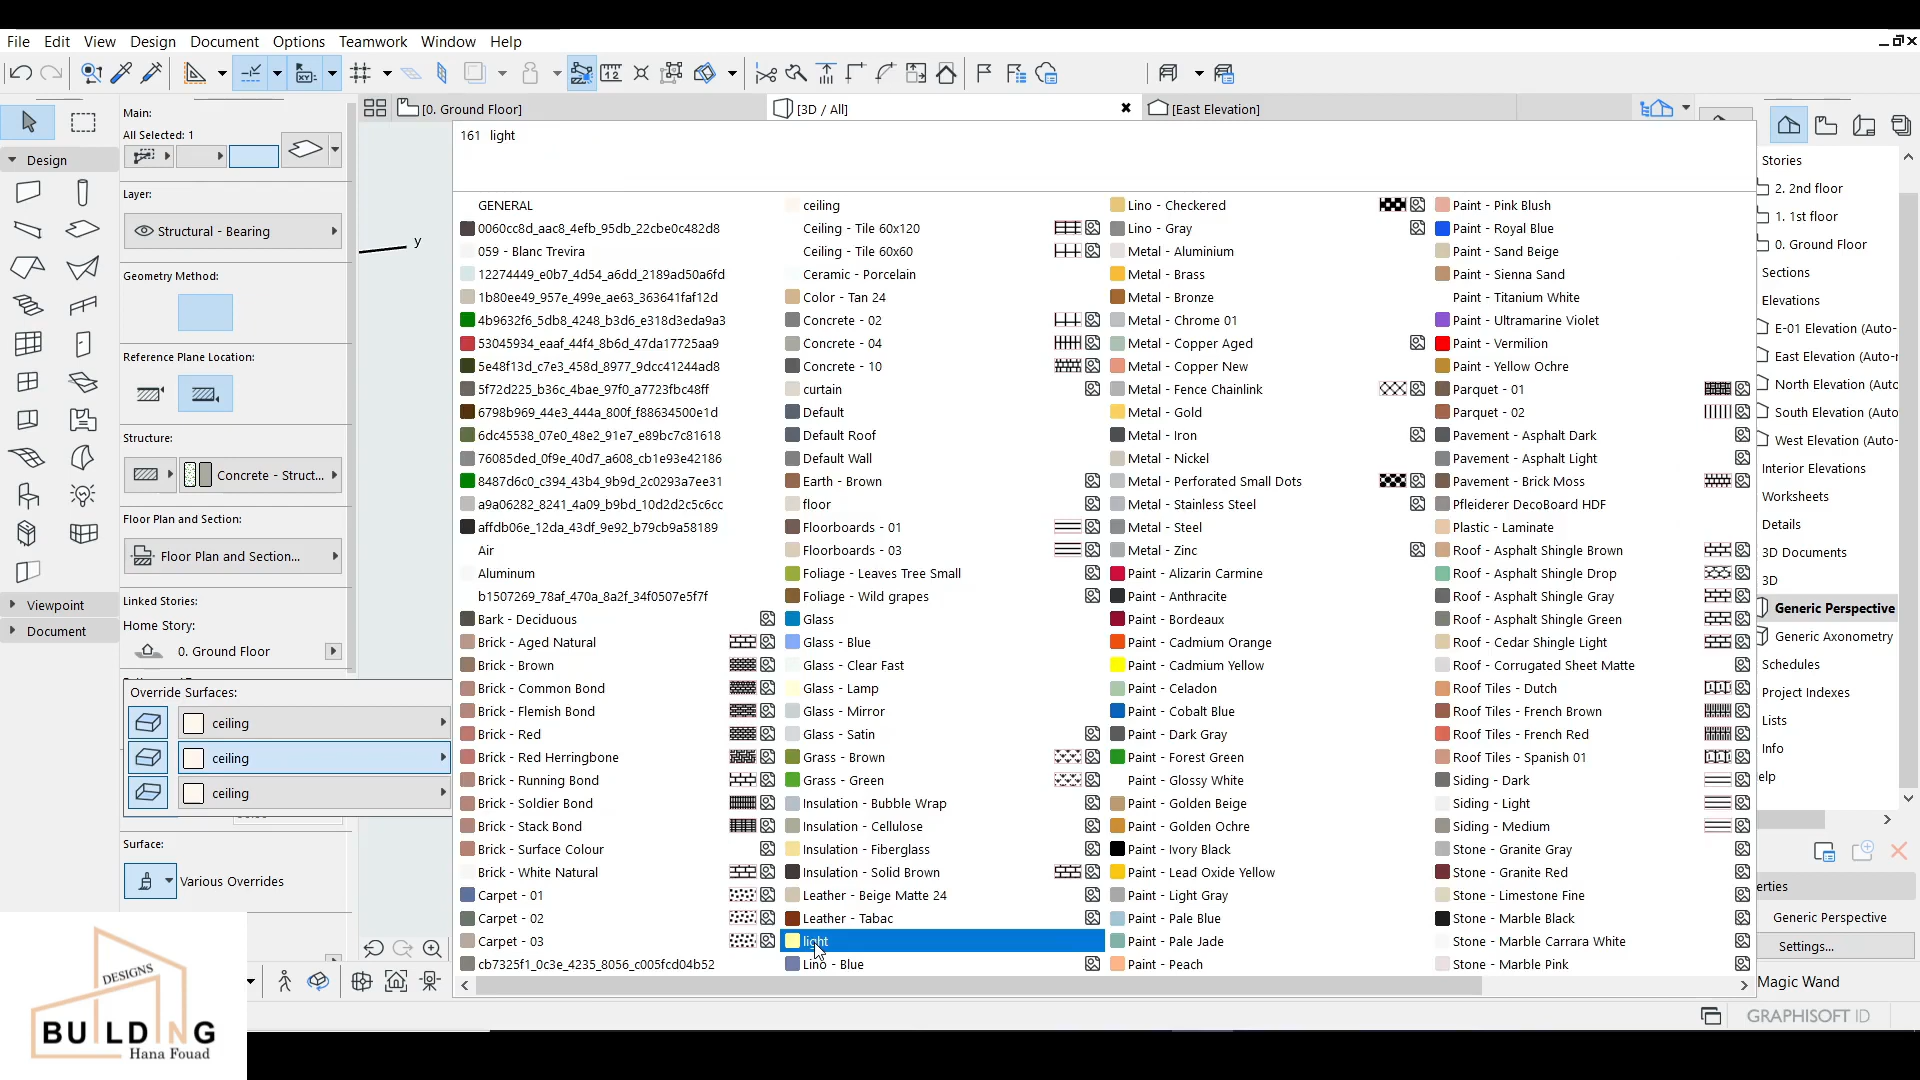 File Edit View Design Document Options Teamwork Window Help
[0. Ground Floor] [3D / All] [East Elevation]
Main:
All Selected: 1
Design
Layer:
Structural - Bearing
Geometry Method:
Reference Plane Location:
Structure:
Concrete - Struct...
Floor Plan and Section:
Floor Plan and Section...
Linked Stories:
Home Story:
0. Ground Floor
Viewpoint
Document
Override Surfaces:
ceiling
ceiling
ceiling
Surface:
Various Overrides
161 light
GENERAL
0060cc8d_aac8_4efb_95db_22cbe0c482d8
059 - Blanc Trevira
12274449_e0b7_4d54_a6dd_2189ad50a6fd
1b80ee49_957e_499e_ae63_363641faf12d
4b9632f6_5db8_4248_b3d6_e318d3eda9a3
53045934_eaaf_44f4_8b6d_47da17725aa9
5e48f13d_c7e3_458d_8977_9dcc41244ad8
5f72d225_b36c_4bae_97f0_a7723fbc48ff
6798b969_44e3_444a_800f_f88634500e1d
6dc45538_07e0_48e2_91e7_e89bc7c81618
76085ded_0f9e_40d7_a608_cb1e93e42186
8487d6c0_c394_43b4_9b9d_2c0293a7ee31
a9a06282_8241_4a09_b9bd_10d2d2c5c6cc
affdb06e_12da_43df_9e92_b79cb9a58189
Air
Aluminum
b1507269_78af_470a_8a2f_34f0507e5f7f
Bark - Deciduous
Brick - Aged Natural
Brick - Brown
Brick - Common Bond
Brick - Flemish Bond
Brick - Red
Brick - Red Herringbone
Brick - Running Bond
Brick - Soldier Bond
Brick - Stack Bond
Brick - Surface Colour
Brick - White Natural
Carpet - 01
Carpet - 02
Carpet - 03
cb7325f1_0c3e_4235_8056_c005fcd04b52
ceiling
Ceiling - Tile 60x120
Ceiling - Tile 60x60
Ceramic - Porcelain
Color - Tan 24
Concrete - 02
Concrete - 04
Concrete - 10
curtain
Default
Default Roof
Default Wall
Earth - Brown
floor
Floorboards - 01
Floorboards - 03
Foliage - Leaves Tree Small
Foliage - Wild grapes
Glass
Glass - Blue
Glass - Clear Fast
Glass - Lamp
Glass - Mirror
Glass - Satin
Grass - Brown
Grass - Green
Insulation - Bubble Wrap
Insulation - Cellulose
Insulation - Fiberglass
Insulation - Solid Brown
Leather - Beige Matte 24
Leather - Tabac
light
Lino - Blue
Lino - Checkered
Lino - Gray
Metal - Aluminium
Metal - Brass
Metal - Bronze
Metal - Chrome 01
Metal - Copper Aged
Metal - Copper New
Metal - Fence Chainlink
Metal - Gold
Metal - Iron
Metal - Nickel
Metal - Perforated Small Dots
Metal - Stainless Steel
Metal - Steel
Metal - Zinc
Paint - Alizarin Carmine
Paint - Anthracite
Paint - Bordeaux
Paint - Cadmium Orange
Paint - Cadmium Yellow
Paint - Celadon
Paint - Cobalt Blue
Paint - Dark Gray
Paint - Forest Green
Paint - Glossy White
Paint - Golden Beige
Paint - Golden Ochre
Paint - Ivory Black
Paint - Lead Oxide Yellow
Paint - Light Gray
Paint - Pale Blue
Paint - Pale Jade
Paint - Peach
Paint - Pink Blush
Paint - Royal Blue
Paint - Sand Beige
Paint - Sienna Sand
Paint - Titanium White
Paint - Ultramarine Violet
Paint - Vermilion
Paint - Yellow Ochre
Parquet - 01
Parquet - 02
Pavement - Asphalt Dark
Pavement - Asphalt Light
Pavement - Brick Moss
Pfleiderer DecoBoard HDF
Plastic - Laminate
Roof - Asphalt Shingle Brown
Roof - Asphalt Shingle Drop
Roof - Asphalt Shingle Gray
Roof - Asphalt Shingle Green
Roof - Cedar Shingle Light
Roof - Corrugated Sheet Matte
Roof Tiles - Dutch
Roof Tiles - French Brown
Roof Tiles - French Red
Roof Tiles - Spanish 01
Siding - Dark
Siding - Light
Siding - Medium
Stone - Granite Gray
Stone - Granite Red
Stone - Limestone Fine
Stone - Marble Black
Stone - Marble Carrara White
Stone - Marble Pink
y
Stories
2. 2nd floor
1. 1st floor
0. Ground Floor
Sections
Elevations
E-01 Elevation (Auto-
East Elevation (Auto-r
North Elevation (Auto
South Elevation (Auto
West Elevation (Auto-
Interior Elevations
Worksheets
Details
3D Documents
3D
Generic Perspective
Generic Axonometry
Schedules
Project Indexes
Lists
Info
elp
erties
Generic Perspective
Settings...
Magic Wand
GRAPHISOFT ID
DESIGNS
BUILDING
Hana Fouad